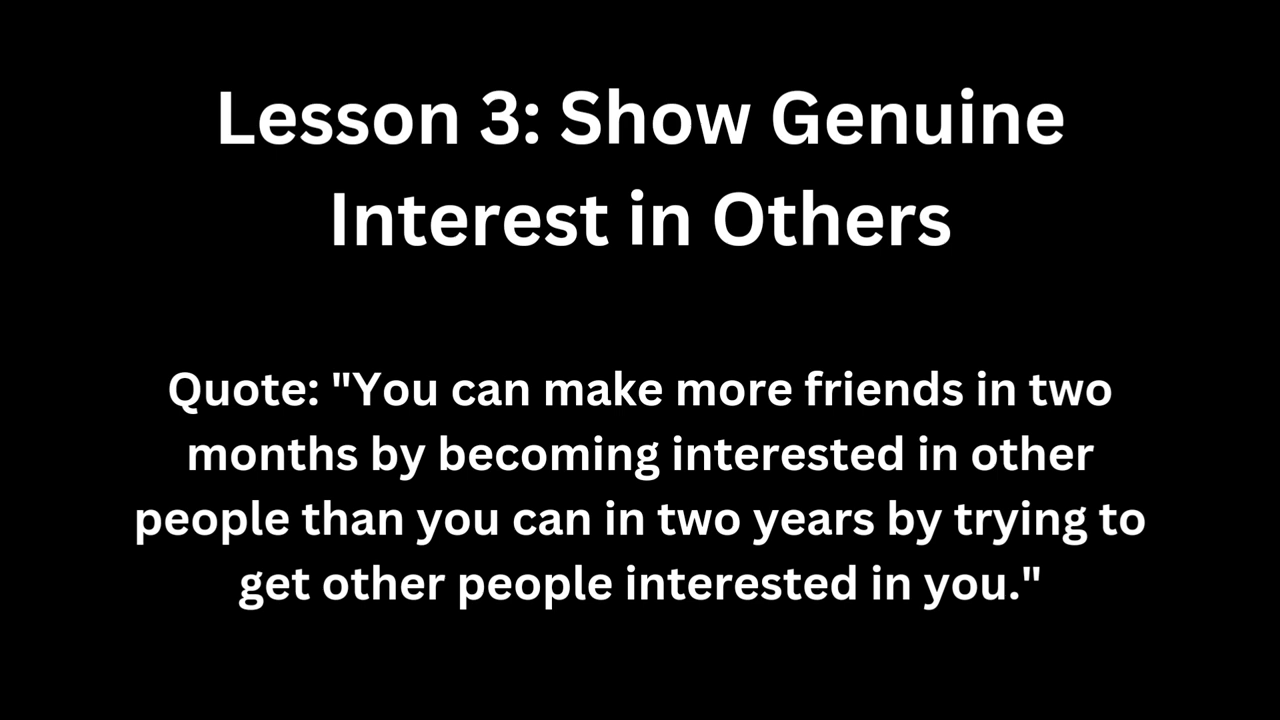 Lesson 3: Show Genuine
Interest in Others
Quote: "You can make more friends in two
months by becoming interested in other
people than you can in two years by trying to
get other people interested in you."